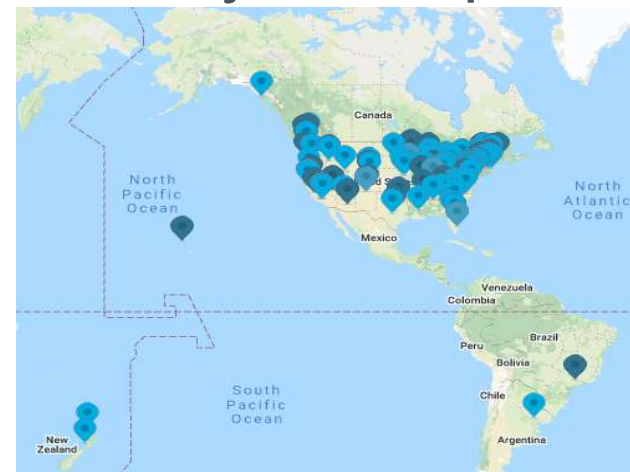 Canada
North
Pacific
Ocean
North
Atlantic
Ocean
Mexico
Venezuela
Colombia
Peru
Brazil
Bolivia
South
Pacific
Ocean
Chile
New
Zealand
Argentina